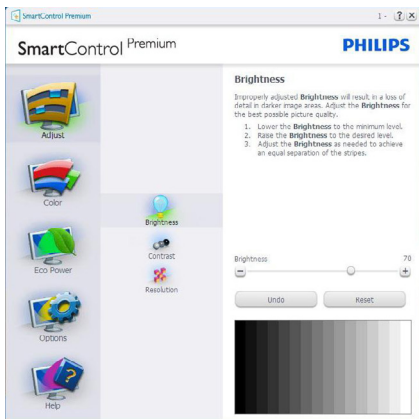 SmartControl Premium
1 -
SmartControl Premium
PHILIPS
Adjust
Color
Eco Power
Options
Help
Brightness
Contrast
Resolution
Brightness
Improperly adjusted Brightness will result in a loss of
detail in darker image areas. Adjust the Brightness for
the best possible picture quality.
1. Lower the Brightness to the minimum level.
2. Raise the Brightness to the desired level.
3. Adjust the Brightness as needed to achieve
an equal separation of the stripes.
Brightness 70
Undo Reset